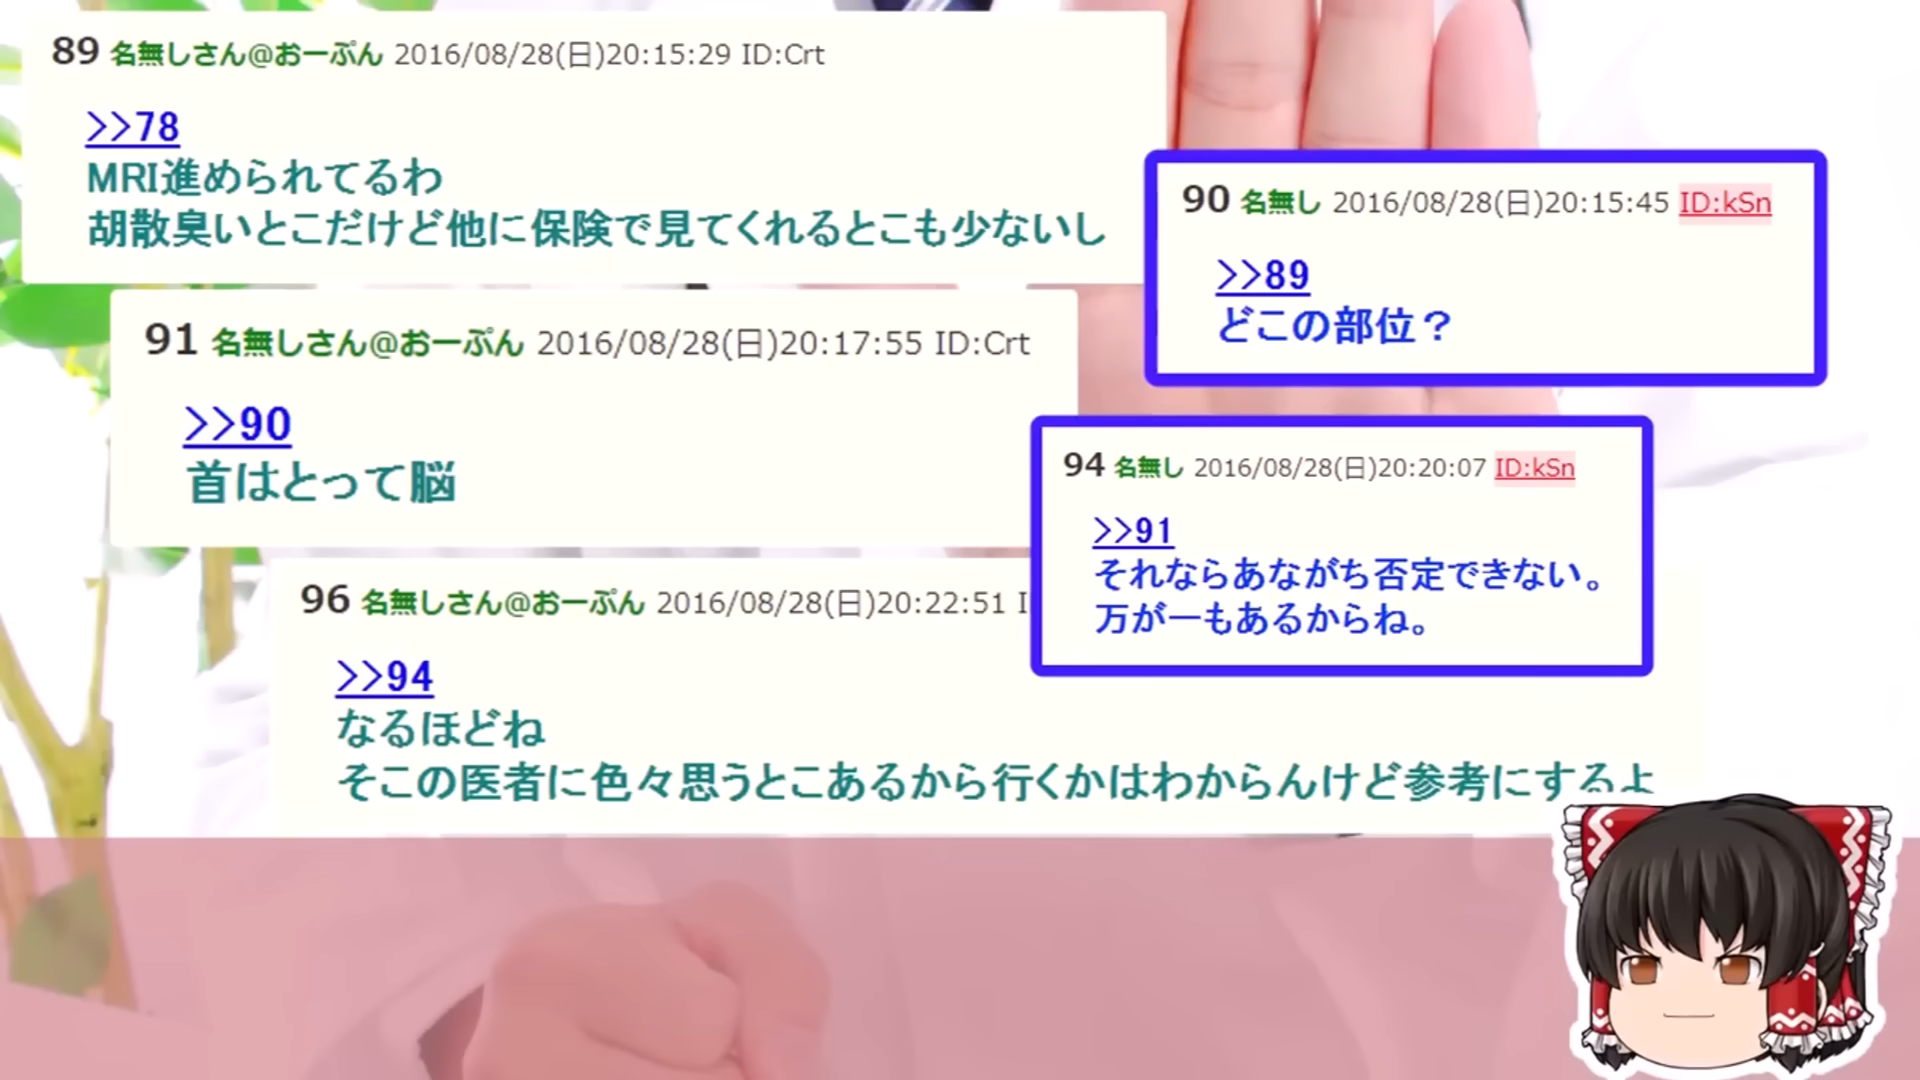 89 名無しさん@おーぷん 2016/08/28(日)20:15:29 ID:Crt
>>78
MRI進められてるわ
胡散臭いとこだけど他に保険で見てくれるとこも少ないし
90 名無し 2016/08/28(日)20:15:45 ID:kSn
>>89
どこの部位？
91 名無しさん@おーぷん 2016/08/28(日)20:17:55 ID:Crt
>>90
首はとって脳
94 名無し 2016/08/28(日)20:20:07 ID:kSn
>>91
それならあながち否定できない。
万が一もあるからね。
96 名無しさん@おーぷん 2016/08/28(日)20:22:51 I
>>94
なるほどね
そこの医者に色々思うとこあるから行くかはわからんけど参考にするよ